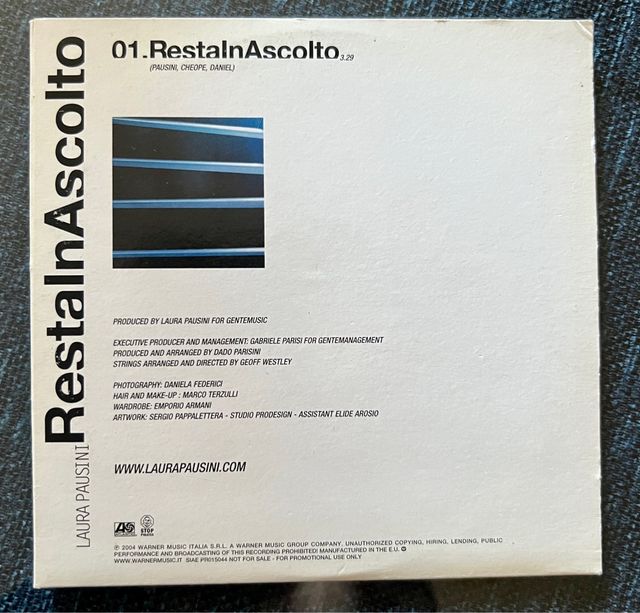 01.RestaInAscolto 3.29
(PAUSINI, CHEOPE, DANIEL)
LAURA PAUSINI RestaInAscolto
PRODUCED BY LAURA PAUSINI FOR GENTEMUSIC
EXECUTIVE PRODUCER AND MANAGEMENT: GABRIELE PARISI FOR GENTEMANAGEMENT
PRODUCED AND ARRANGED BY DADO PARISINI
STRINGS ARRANGED AND DIRECTED BY GEOFF WESTLEY
PHOTOGRAPHY: DANIELA FEDERICI
HAIR AND MAKE-UP : MARCO TERZULLI
WARDROBE: EMPORIO ARMANI
ARTWORK: SERGIO PAPPALETTERA - STUDIO PRODESIGN - ASSISTANT ELIDE AROSIO
WWW.LAURAPAUSINI.COM
STOP
℗ 2004 WARNER MUSIC ITALIA S.R.L. A WARNER MUSIC GROUP COMPANY. UNAUTHORIZED COPYING, HIRING, LENDING, PUBLIC
PERFORMANCE AND BROADCASTING OF THIS RECORDING PROHIBITED! MANUFACTURED IN THE E.U.
WWW.WARNERMUSIC.IT SIAE PR015044 NOT FOR SALE - FOR PROMOTIONAL USE ONLY